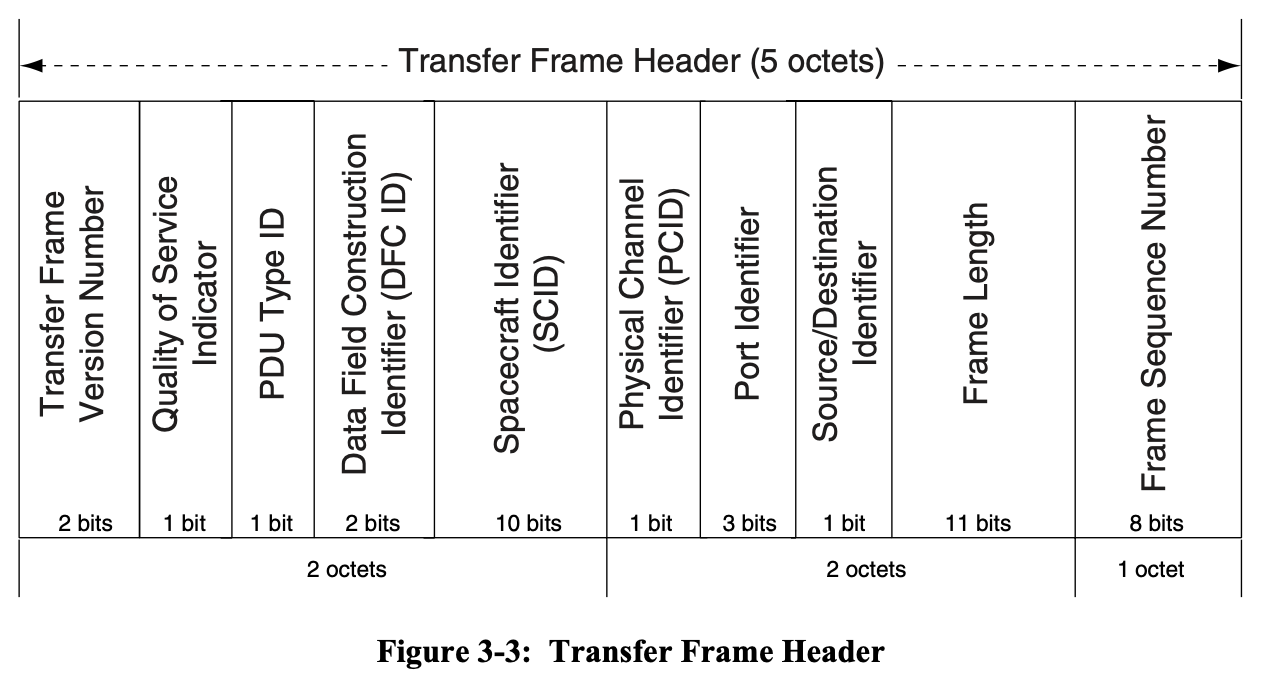 Transfer Frame Header (5 octets)
Transfer Frame
Version Number
2 bits
Quality of Service
Indicator
1 bit
PDU Type ID
1 bit
Data Field Construction
Identifier (DFC ID)
2 bits
Spacecraft Identifier
(SCID)
10 bits
Physical Channel
Identifier (PCID)
1 bit
Port Identifier
3 bits
Source/Destination
Identifier
1 bit
Frame Length
11 bits
Frame Sequence Number
8 bits
2 octets
2 octets
1 octet
Figure 3-3: Transfer Frame Header